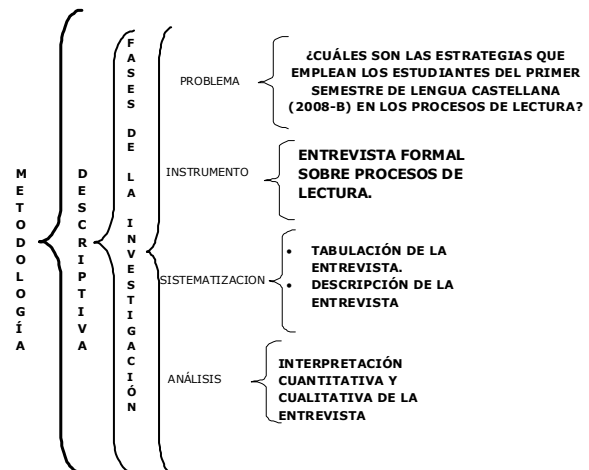 METODOLOGÍA
DESCRIPTIVA
FASES DE LA INVESTIGACIÓN
PROBLEMA
¿CUÁLES SON LAS ESTRATEGIAS QUE
EMPLEAN LOS ESTUDIANTES DEL PRIMER
SEMESTRE DE LENGUA CASTELLANA
(2008-B) EN LOS PROCESOS DE LECTURA?
INSTRUMENTO
ENTREVISTA FORMAL
SOBRE PROCESOS DE
LECTURA.
SISTEMATIZACION
• TABULACIÓN DE LA
ENTREVISTA.
• DESCRIPCIÓN DE LA
ENTREVISTA
ANÁLISIS
INTERPRETACIÓN
CUANTITATIVA Y
CUALITATIVA DE LA
ENTREVISTA